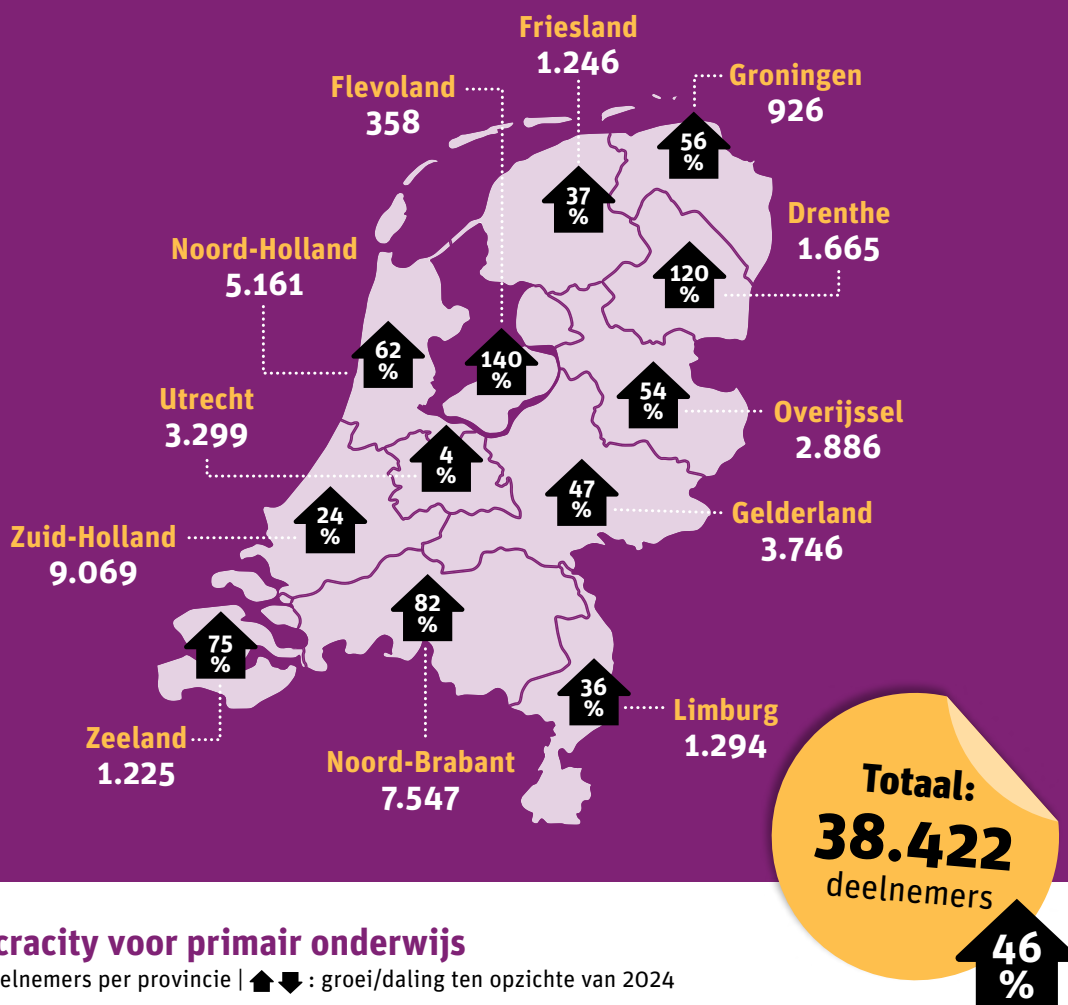 Friesland
1.246
Groningen
926
Flevoland
358
56
%
37
%
Drenthe
1.665
Noord-Holland
5.161
120
%
62
%
140
%
Utrecht
3.299
54
%
Overijssel
2.886
4
%
47
%
Gelderland
3.746
24
%
Zuid-Holland
9.069
82
%
75
%
36
%
Limburg
1.294
Zeeland
1.225
Noord-Brabant
7.547
Totaal:
38.422
deelnemers
46
%
cracity voor primair onderwijs
elnemers per provincie | : groei/daling ten opzichte van 2024